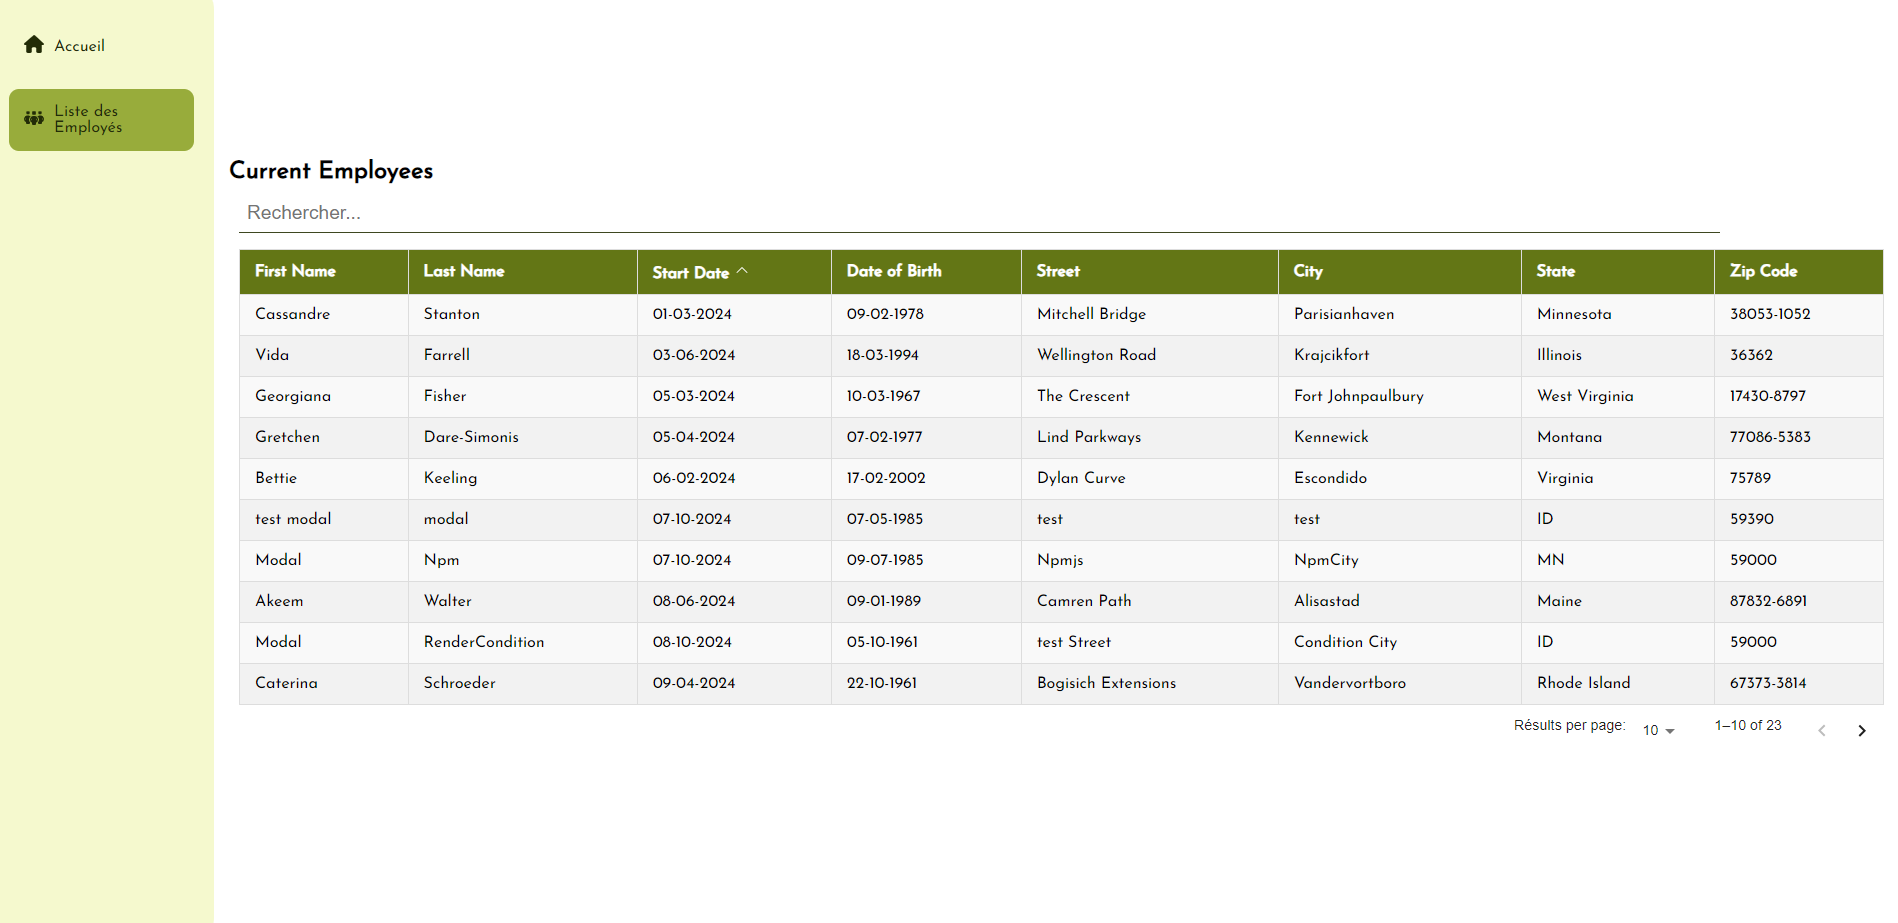 Accueil
Liste des
Employés
Current Employees
Rechercher...
First Name Last Name Start Date Date of Birth Street City State Zip Code
Cassandre Stanton 01-03-2024 09-02-1978 Mitchell Bridge Parisianhaven Minnesota 38053-1052
Vida Farrell 03-06-2024 18-03-1994 Wellington Road Krajcikfort Illinois 36362
Georgiana Fisher 05-03-2024 10-03-1967 The Crescent Fort Johnpaulbury West Virginia 17430-8797
Gretchen Dare-Simonis 05-04-2024 07-02-1977 Lind Parkways Kennewick Montana 77086-5383
Bettie Keeling 06-02-2024 17-02-2002 Dylan Curve Escondido Virginia 75789
test modal modal 07-10-2024 07-05-1985 test test ID 59390
Modal Npm 07-10-2024 09-07-1985 Npmjs NpmCity MN 59000
Akeem Walter 08-06-2024 09-01-1989 Camren Path Alisastad Maine 87832-6891
Modal RenderCondition 08-10-2024 05-10-1961 test Street Condition City ID 59000
Caterina Schroeder 09-04-2024 22-10-1961 Bogisich Extensions Vandervortboro Rhode Island 67373-3814
Résults per page: 10 1–10 of 23